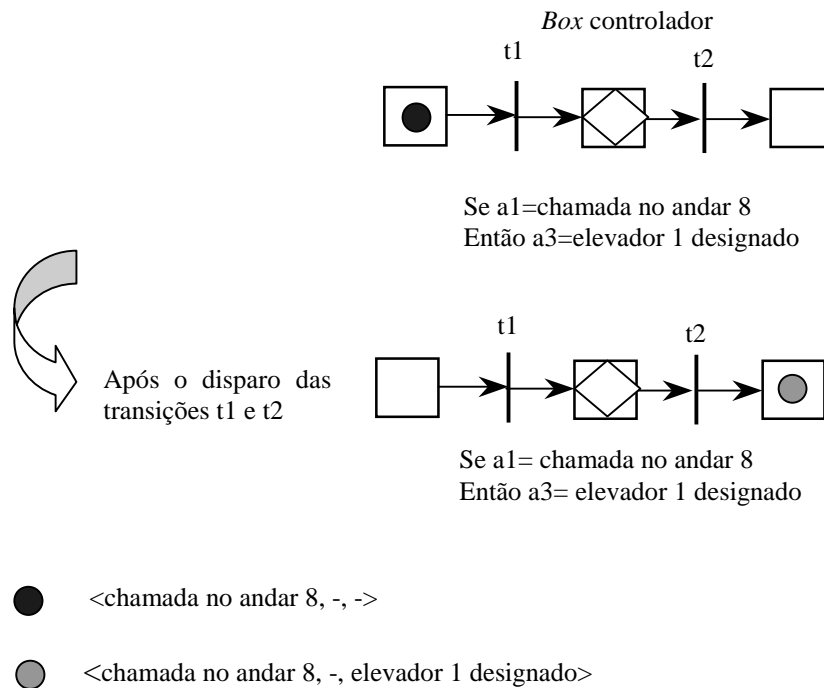 Box controlador
t1
t2
Se a1=chamada no andar 8
Então a3=elevador 1 designado
t1
t2
Após o disparo das
transições t1 e t2
Se a1= chamada no andar 8
Então a3= elevador 1 designado
<chamada no andar 8, -, ->
<chamada no andar 8, -, elevador 1 designado>